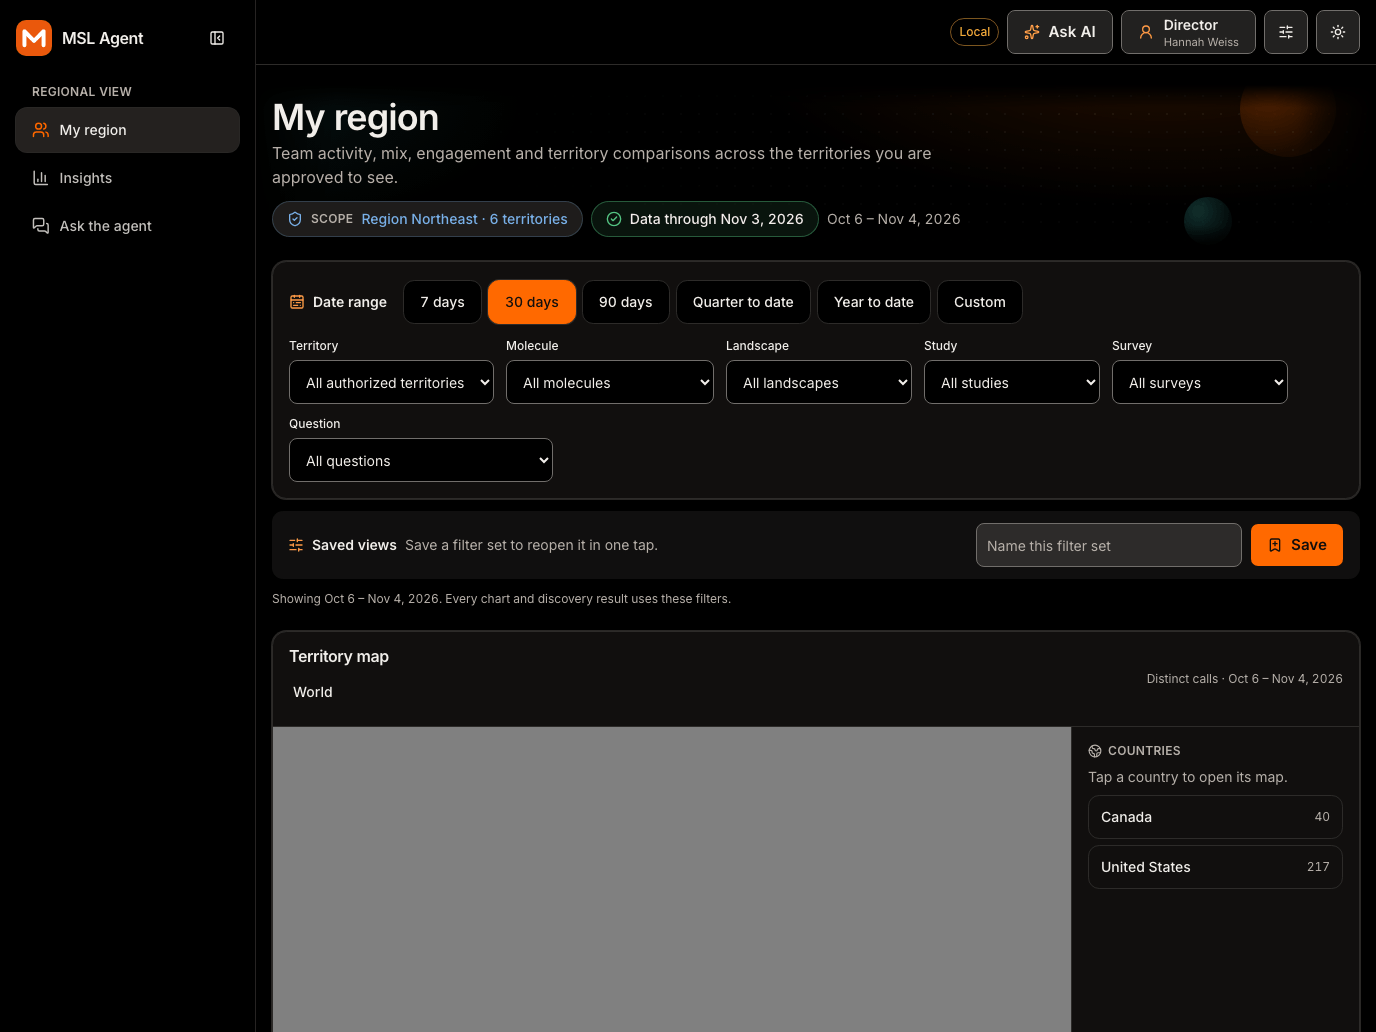 MSL Agent
Local
Ask AI
Director
Hannah Weiss
REGIONAL VIEW
My region
Insights
Ask the agent
My region
Team activity, mix, engagement and territory comparisons across the territories you are
approved to see.
SCOPE Region Northeast · 6 territories
Data through Nov 3, 2026
Oct 6 – Nov 4, 2026
Date range
7 days
30 days
90 days
Quarter to date
Year to date
Custom
Territory
All authorized territories
Molecule
All molecules
Landscape
All landscapes
Study
All studies
Survey
All surveys
Question
All questions
Saved views Save a filter set to reopen it in one tap.
Name this filter set
Save
Showing Oct 6 – Nov 4, 2026. Every chart and discovery result uses these filters.
Territory map
World
Distinct calls · Oct 6 – Nov 4, 2026
COUNTRIES
Tap a country to open its map.
Canada 40
United States 217